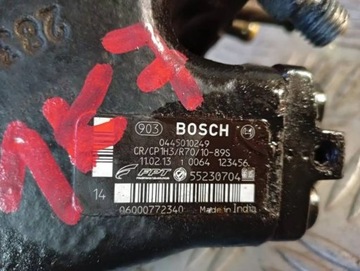 283
903 BOSCH
0445010249
CR/CP1H3/R70/10-89S
11.02.13 1 0064 123456
FPT 55230704
14
06000772340 Made in India